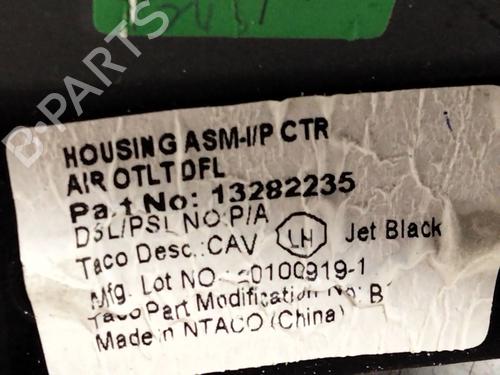 HOUSING ASM-I/P CTR
AIR OTLT DFL
Part No: 13282235
DSL/PSL NO:P/A
Taco Desc.:CAV LH Jet Black
Mfg. Lot NO.: 20100919-1
Taco Part Modification No: B
Made in NTACO (China)
B-PARTS